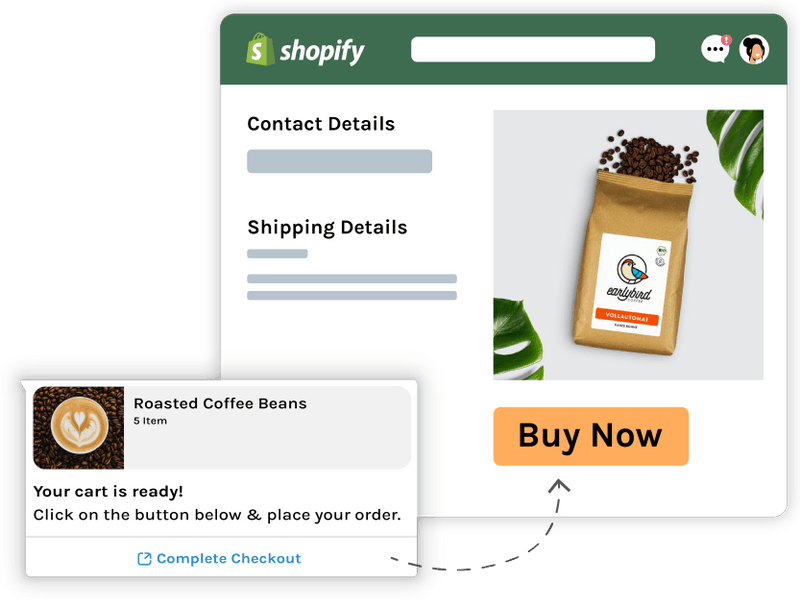 shopify
Contact Details
Shipping Details
earlybird
COFFEE
VOLLAUTOMAT
Buy Now
Roasted Coffee Beans
5 Item
Your cart is ready!
Click on the button below & place your order.
Complete Checkout